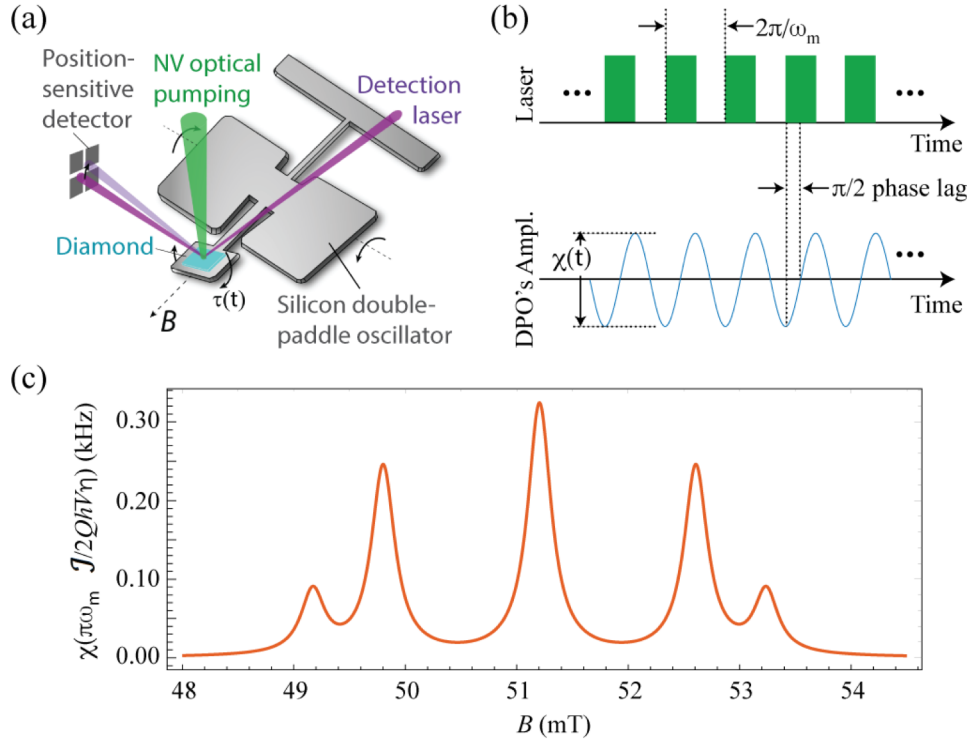 (a)
Position-
sensitive
detector
NV optical
pumping
Detection
laser
Diamond
τ(t)
B
Silicon double-
paddle oscillator
(b)
2π/ωm
Laser
•••
•••
Time
π/2 phase lag
DPO's Ampl.
χ(t)
•••
Time
(c)
χ(πωm ℐ/2QhVη) (kHz)
0.30
0.20
0.10
0.00
48
49
50
51
52
53
54
B (mT)